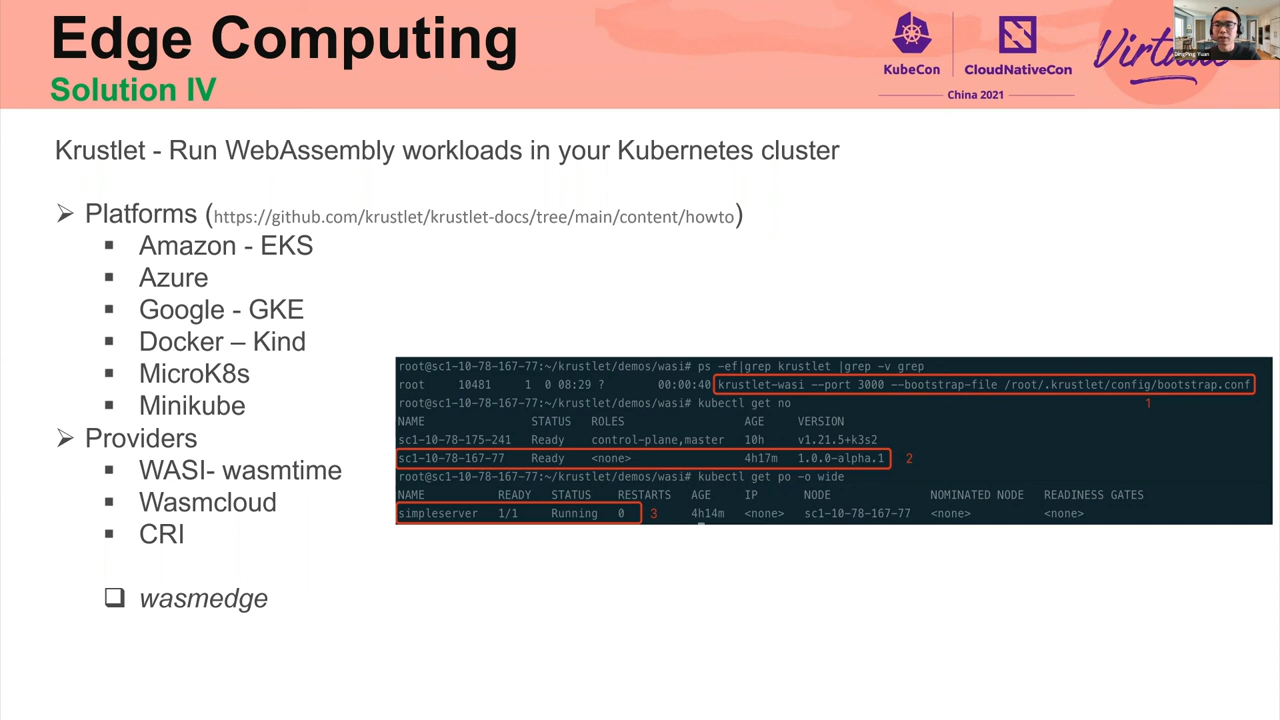 Edge Computing
Solution IV
KubeCon
CloudNativeCon
China 2021
Virtual
DingPing Yuan
Krustlet - Run WebAssembly workloads in your Kubernetes cluster
➢ Platforms (https://github.com/krustlet/krustlet-docs/tree/main/content/howto)
▪ Amazon - EKS
▪ Azure
▪ Google - GKE
▪ Docker – Kind
▪ MicroK8s
▪ Minikube
➢ Providers
▪ WASI- wasmtime
▪ Wasmcloud
▪ CRI
❑ wasmedge
root@sc1-10-78-167-77:~/krustlet/demos/wasi# ps -ef|grep krustlet |grep -v grep
root 10481 1 0 08:29 ? 00:00:40 krustlet-wasi --port 3000 --bootstrap-file /root/.krustlet/config/bootstrap.conf
1
root@sc1-10-78-167-77:~/krustlet/demos/wasi# kubectl get no
NAME STATUS ROLES AGE VERSION
sc1-10-78-175-241 Ready control-plane,master 10h v1.21.5+k3s2
sc1-10-78-167-77 Ready <none> 4h17m 1.0.0-alpha.1 2
root@sc1-10-78-167-77:~/krustlet/demos/wasi# kubectl get po -o wide
NAME READY STATUS RESTARTS AGE IP NODE NOMINATED NODE READINESS GATES
simpleserver 1/1 Running 0 3 4h14m <none> sc1-10-78-167-77 <none> <none>